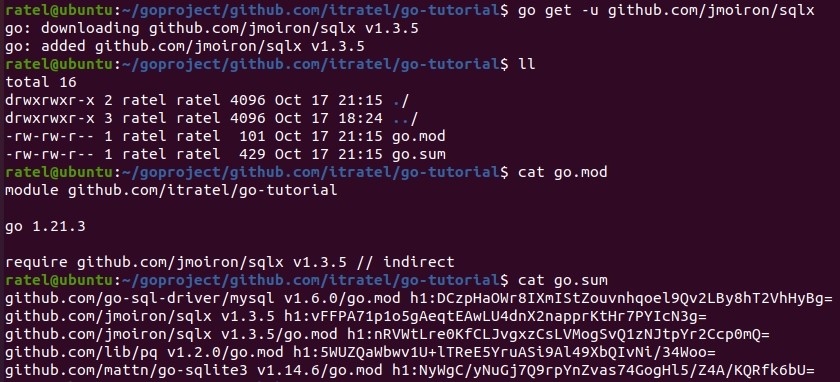 ratel@ubuntu:~/goproject/github.com/itratel/go-tutorial$ go get -u github.com/jmoiron/sqlx
go: downloading github.com/jmoiron/sqlx v1.3.5
go: added github.com/jmoiron/sqlx v1.3.5
ratel@ubuntu:~/goproject/github.com/itratel/go-tutorial$ ll
total 16
drwxrwxr-x 2 ratel ratel 4096 Oct 17 21:15 ./
drwxrwxr-x 3 ratel ratel 4096 Oct 17 18:24 ../
-rw-rw-r-- 1 ratel ratel  101 Oct 17 21:15 go.mod
-rw-rw-r-- 1 ratel ratel  429 Oct 17 21:15 go.sum
ratel@ubuntu:~/goproject/github.com/itratel/go-tutorial$ cat go.mod
module github.com/itratel/go-tutorial
go 1.21.3
require github.com/jmoiron/sqlx v1.3.5 // indirect
ratel@ubuntu:~/goproject/github.com/itratel/go-tutorial$ cat go.sum
github.com/go-sql-driver/mysql v1.6.0/go.mod h1:DCzpHaOWr8IXmIStZouvnhqoel9Qv2LBy8hT2VhHyBg=
github.com/jmoiron/sqlx v1.3.5 h1:vFFPA71p1o5gAeqtEAwLU4dnX2napprKtHr7PYIcN3g=
github.com/jmoiron/sqlx v1.3.5/go.mod h1:nRVWtLre0KfCLJvgxzCsLVMogSvQ1zNJtpYr2Ccp0mQ=
github.com/lib/pq v1.2.0/go.mod h1:5WUZQaWbwv1U+lTReE5YruASi9Al49XbQIvNi/34Woo=
github.com/mattn/go-sqlite3 v1.14.6/go.mod h1:NyWgC/yNuGj7Q9rpYnZvas74GogHl5/Z4A/KQRfk6bU=